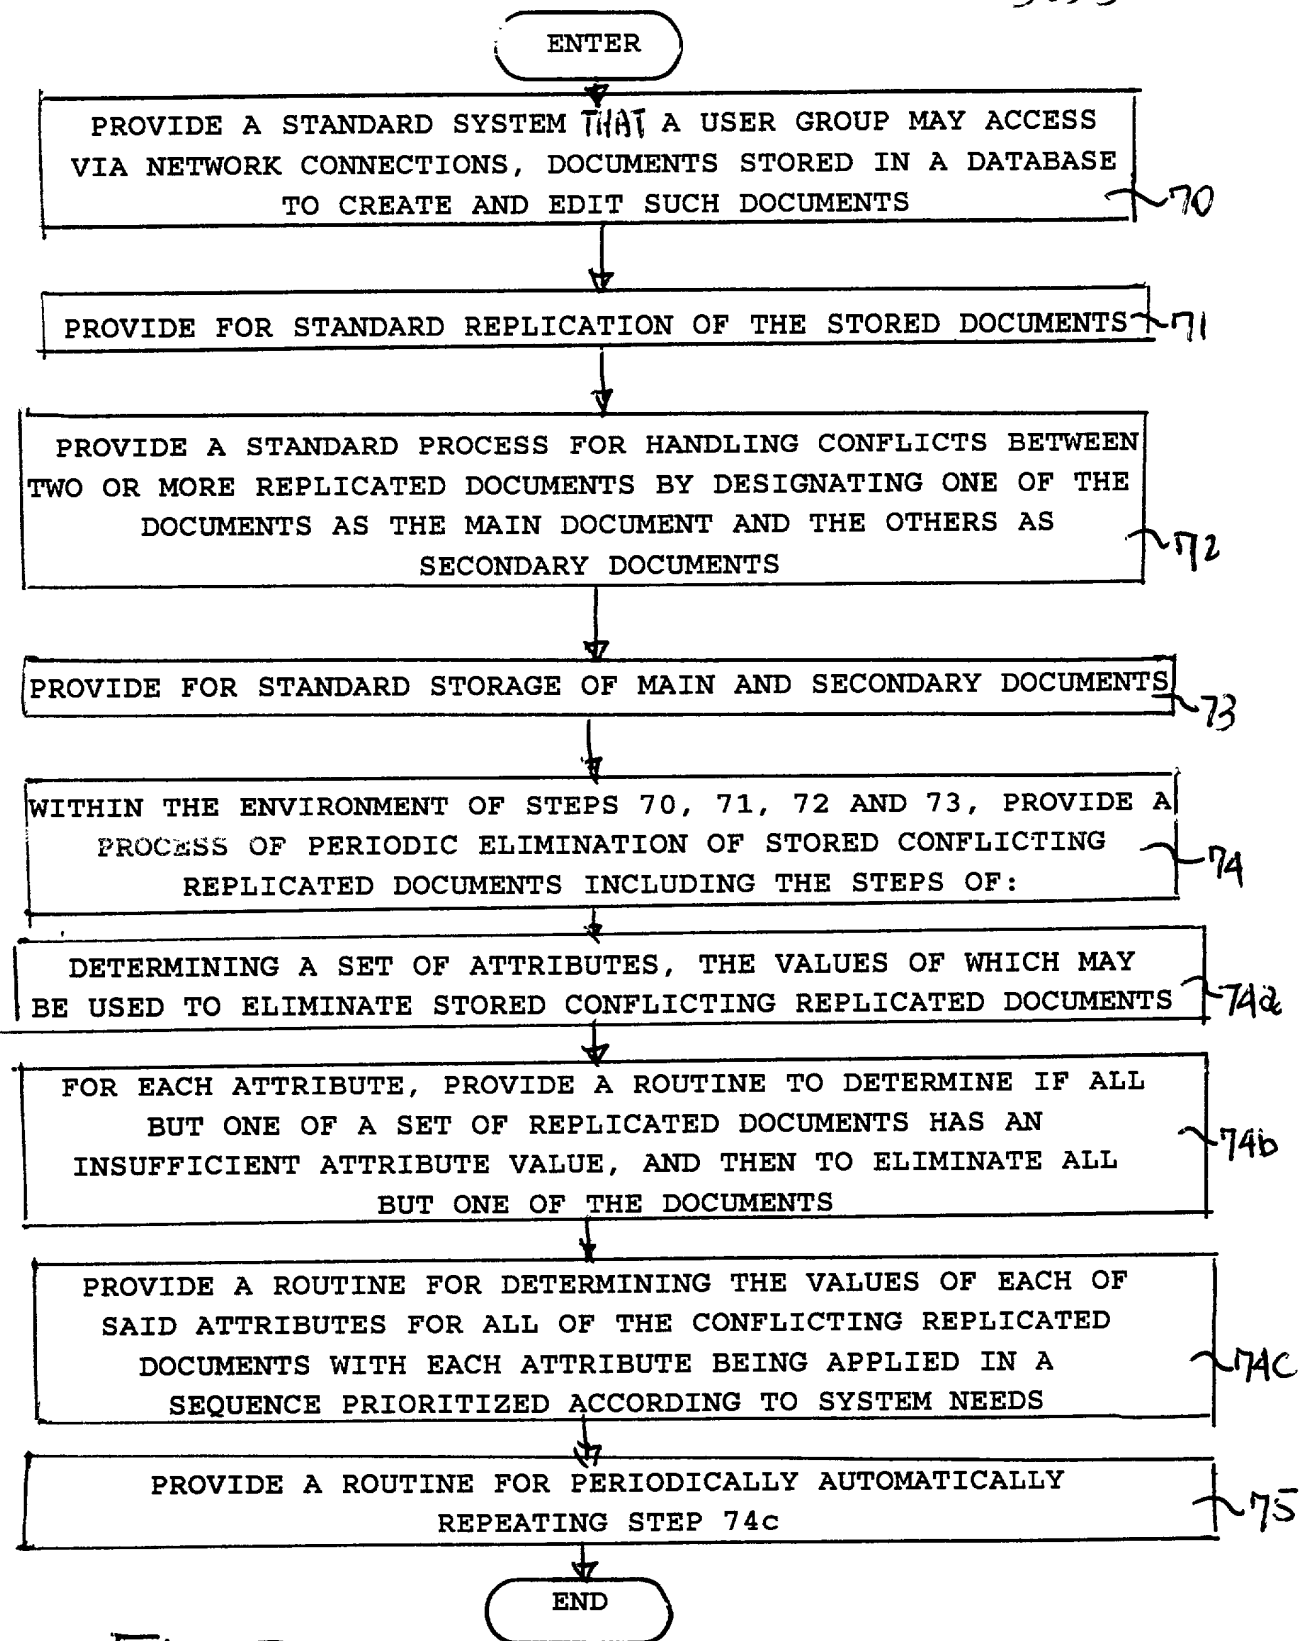 ENTER
PROVIDE A STANDARD SYSTEM THAT A USER GROUP MAY ACCESS
VIA NETWORK CONNECTIONS, DOCUMENTS STORED IN A DATABASE
TO CREATE AND EDIT SUCH DOCUMENTS
70
PROVIDE FOR STANDARD REPLICATION OF THE STORED DOCUMENTS
71
PROVIDE A STANDARD PROCESS FOR HANDLING CONFLICTS BETWEEN
TWO OR MORE REPLICATED DOCUMENTS BY DESIGNATING ONE OF THE
DOCUMENTS AS THE MAIN DOCUMENT AND THE OTHERS AS
SECONDARY DOCUMENTS
72
PROVIDE FOR STANDARD STORAGE OF MAIN AND SECONDARY DOCUMENTS
73
WITHIN THE ENVIRONMENT OF STEPS 70, 71, 72 AND 73, PROVIDE A
PROCESS OF PERIODIC ELIMINATION OF STORED CONFLICTING
REPLICATED DOCUMENTS INCLUDING THE STEPS OF:
74
DETERMINING A SET OF ATTRIBUTES, THE VALUES OF WHICH MAY
BE USED TO ELIMINATE STORED CONFLICTING REPLICATED DOCUMENTS
74a
FOR EACH ATTRIBUTE, PROVIDE A ROUTINE TO DETERMINE IF ALL
BUT ONE OF A SET OF REPLICATED DOCUMENTS HAS AN
INSUFFICIENT ATTRIBUTE VALUE, AND THEN TO ELIMINATE ALL
BUT ONE OF THE DOCUMENTS
74b
PROVIDE A ROUTINE FOR DETERMINING THE VALUES OF EACH OF
SAID ATTRIBUTES FOR ALL OF THE CONFLICTING REPLICATED
DOCUMENTS WITH EACH ATTRIBUTE BEING APPLIED IN A
SEQUENCE PRIORITIZED ACCORDING TO SYSTEM NEEDS
74C
PROVIDE A ROUTINE FOR PERIODICALLY AUTOMATICALLY
REPEATING STEP 74c
75
END